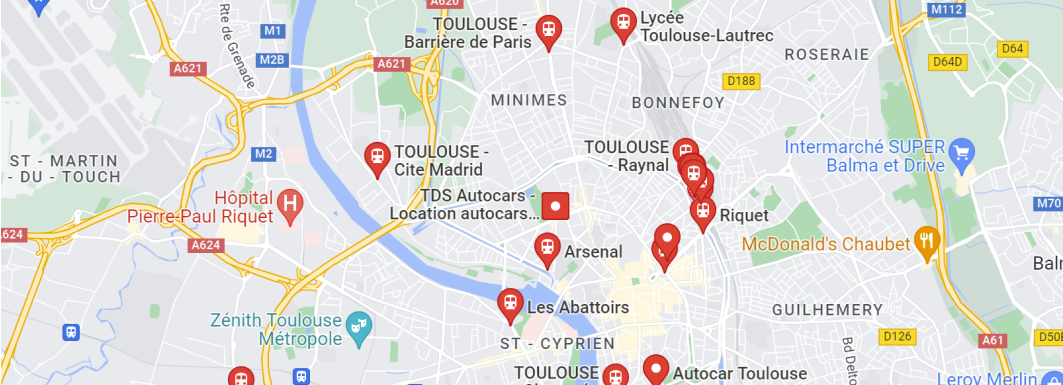 A620
M112
TOULOUSE -
Barrière de Paris
Lycée
Toulouse-Lautrec
Rte de Grenade
M1
M2B
A621
A621
ROSERAIE
D64
D64D
D188
MINIMES
BONNEFOY
ST - MARTIN
- DU - TOUCH
M2
TOULOUSE -
Cite Madrid
TOULOUSE
- Raynal
Intermarché SUPER
Balma et Drive
Hôpital
Pierre-Paul Riquet
H
TDS Autocars -
Location autocars...
Riquet
M70
A624
A624
Arsenal
McDonald's Chaubet
Balm
Les Abattoirs
GUILHEMERY
Zénith Toulouse
Métropole
ST - CYPRIEN
D126
A61
D50E
Bd Delto
TOULOUSE
Autocar Toulouse
Leroy Merlin